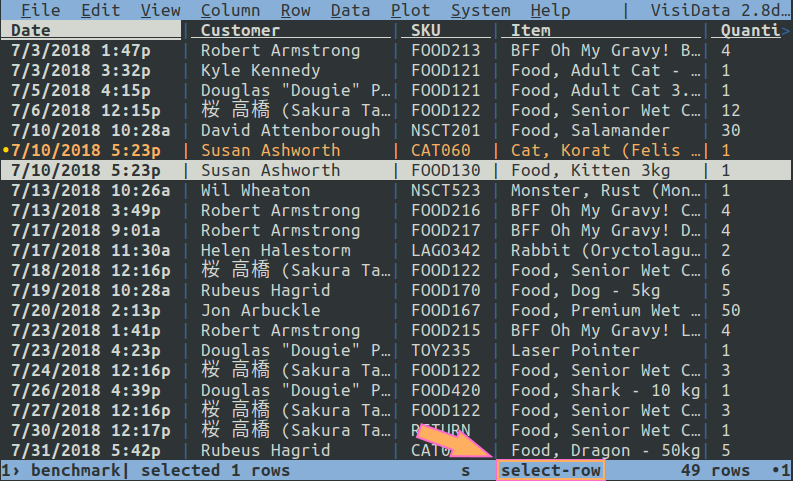 File Edit View Column Row Data Plot System Help | VisiData 2.8d…
Date | Customer | SKU | Item | Quanti>
7/3/2018 1:47p | Robert Armstrong | FOOD213 | BFF Oh My Gravy! B…| 4
7/3/2018 3:32p | Kyle Kennedy | FOOD121 | Food, Adult Cat - …| 1
7/5/2018 4:15p | Douglas "Dougie" P…| FOOD121 | Food, Adult Cat 3.…| 1
7/6/2018 12:15p | 桜 高橋 (Sakura Ta…| FOOD122 | Food, Senior Wet C…| 12
7/10/2018 10:28a | David Attenborough | NSCT201 | Food, Salamander | 30
•7/10/2018 5:23p | Susan Ashworth | CAT060 | Cat, Korat (Felis …| 1
7/10/2018 5:23p | Susan Ashworth | FOOD130 | Food, Kitten 3kg | 1
7/13/2018 10:26a | Wil Wheaton | NSCT523 | Monster, Rust (Mon…| 1
7/13/2018 3:49p | Robert Armstrong | FOOD216 | BFF Oh My Gravy! C…| 4
7/17/2018 9:01a | Robert Armstrong | FOOD217 | BFF Oh My Gravy! D…| 4
7/17/2018 11:30a | Helen Halestorm | LAGO342 | Rabbit (Oryctolagu…| 2
7/18/2018 12:16p | 桜 高橋 (Sakura Ta…| FOOD122 | Food, Senior Wet C…| 6
7/19/2018 10:28a | Rubeus Hagrid | FOOD170 | Food, Dog - 5kg | 5
7/20/2018 2:13p | Jon Arbuckle | FOOD167 | Food, Premium Wet …| 50
7/23/2018 1:41p | Robert Armstrong | FOOD215 | BFF Oh My Gravy! L…| 4
7/23/2018 4:23p | Douglas "Dougie" P…| TOY235 | Laser Pointer | 1
7/24/2018 12:16p | 桜 高橋 (Sakura Ta…| FOOD122 | Food, Senior Wet C…| 3
7/26/2018 4:39p | Douglas "Dougie" P…| FOOD420 | Food, Shark - 10 kg| 1
7/27/2018 12:16p | 桜 高橋 (Sakura Ta…| FOOD122 | Food, Senior Wet C…| 3
7/30/2018 12:17p | 桜 高橋 (Sakura Ta…| RETURN | Food, Senior Wet C…| 1
7/31/2018 5:42p | Rubeus Hagrid | | Food, Dragon - 50kg| 5
1› benchmark| selected 1 rows s select-row 49 rows •1